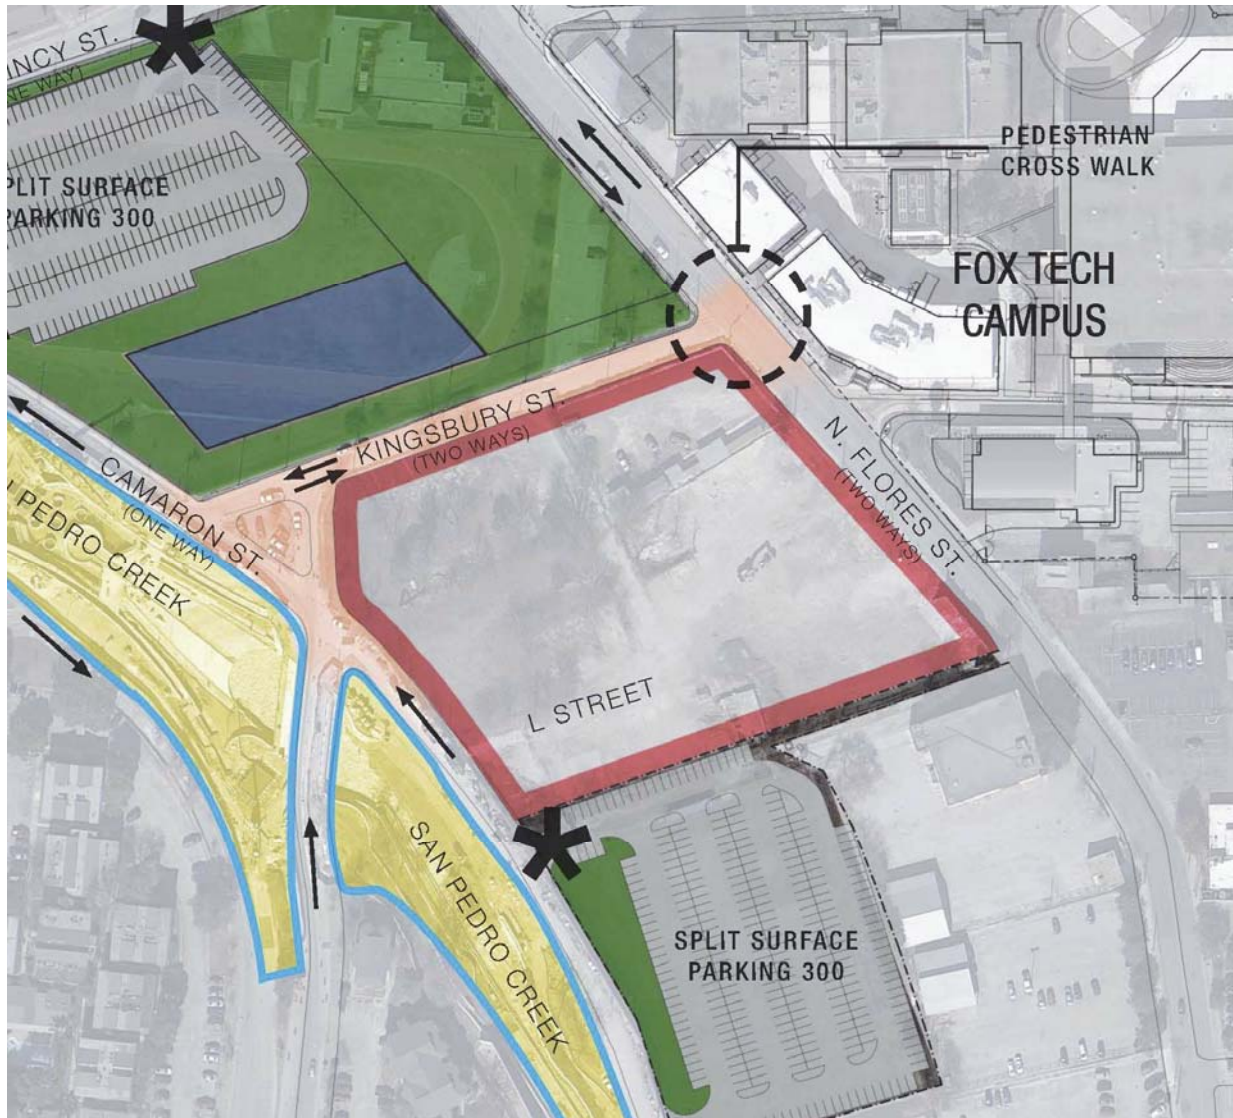 INCY ST.
NE WAY)
PLIT SURFACE
PARKING 300
PEDESTRIAN
CROSS WALK
FOX TECH
CAMPUS
KINGSBURY ST.
(TWO WAYS)
N. FLORES ST.
(TWO WAYS)
CAMARON ST.
(ONE WAY)
PEDRO CREEK
L STREET
SAN PEDRO CREEK
SPLIT SURFACE
PARKING 300